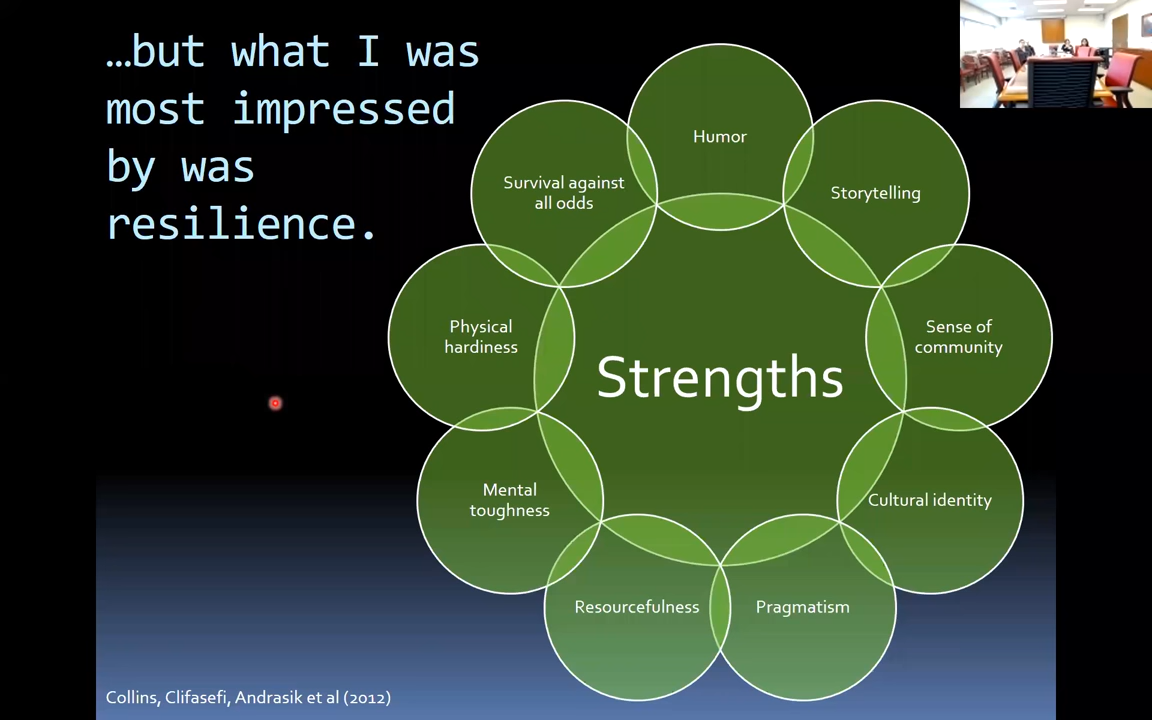 …but what I was
most impressed
by was
resilience.
Humor
Storytelling
Sense of
community
Cultural identity
Pragmatism
Resourcefulness
Mental
toughness
Physical
hardiness
Survival against
all odds
Strengths
Collins, Clifasefi, Andrasik et al (2012)